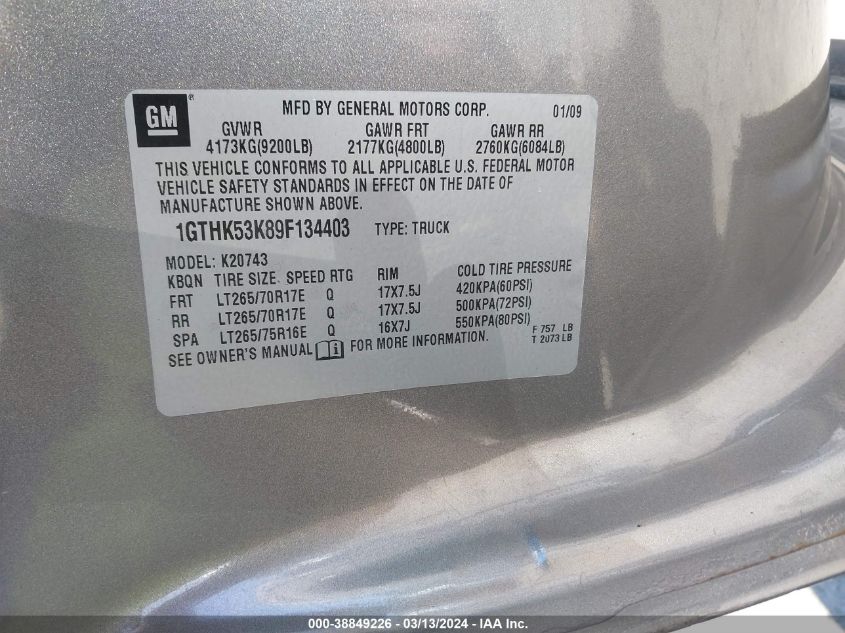 GM
MFD BY GENERAL MOTORS CORP. 01/09
GVWR GAWR FRT GAWR RR
4173KG(9200LB) 2177KG(4800LB) 2760KG(6084LB)
THIS VEHICLE CONFORMS TO ALL APPLICABLE U.S. FEDERAL MOTOR
VEHICLE SAFETY STANDARDS IN EFFECT ON THE DATE OF
MANUFACTURE SHOWN ABOVE.
1GTHK53K89F134403 TYPE: TRUCK
MODEL: K20743
KBQN TIRE SIZE SPEED RTG RIM COLD TIRE PRESSURE
FRT LT265/70R17E Q 17X7.5J 420KPA(60PSI)
RR LT265/70R17E Q 17X7.5J 500KPA(72PSI)
SPA LT265/75R16E Q 16X7J 550KPA(80PSI)
SEE OWNER'S MANUAL FOR MORE INFORMATION.
F 757 LB
T 2073 LB
000-38849226 - 03/13/2024 - IAA Inc.